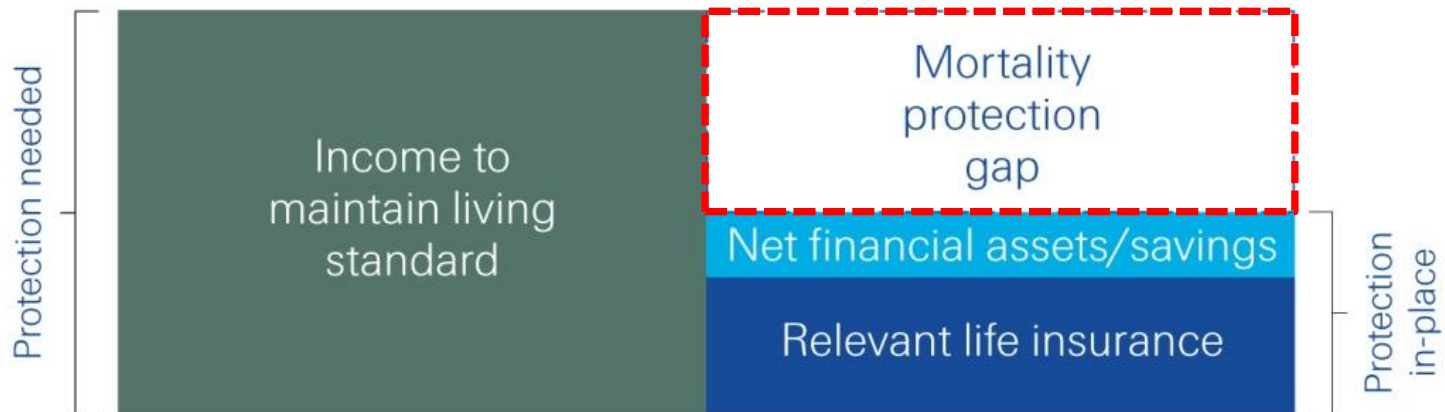 Protection needed
Income to
maintain living
standard
Mortality
protection
gap
Net financial assets/savings
Relevant life insurance
Protection
in-place